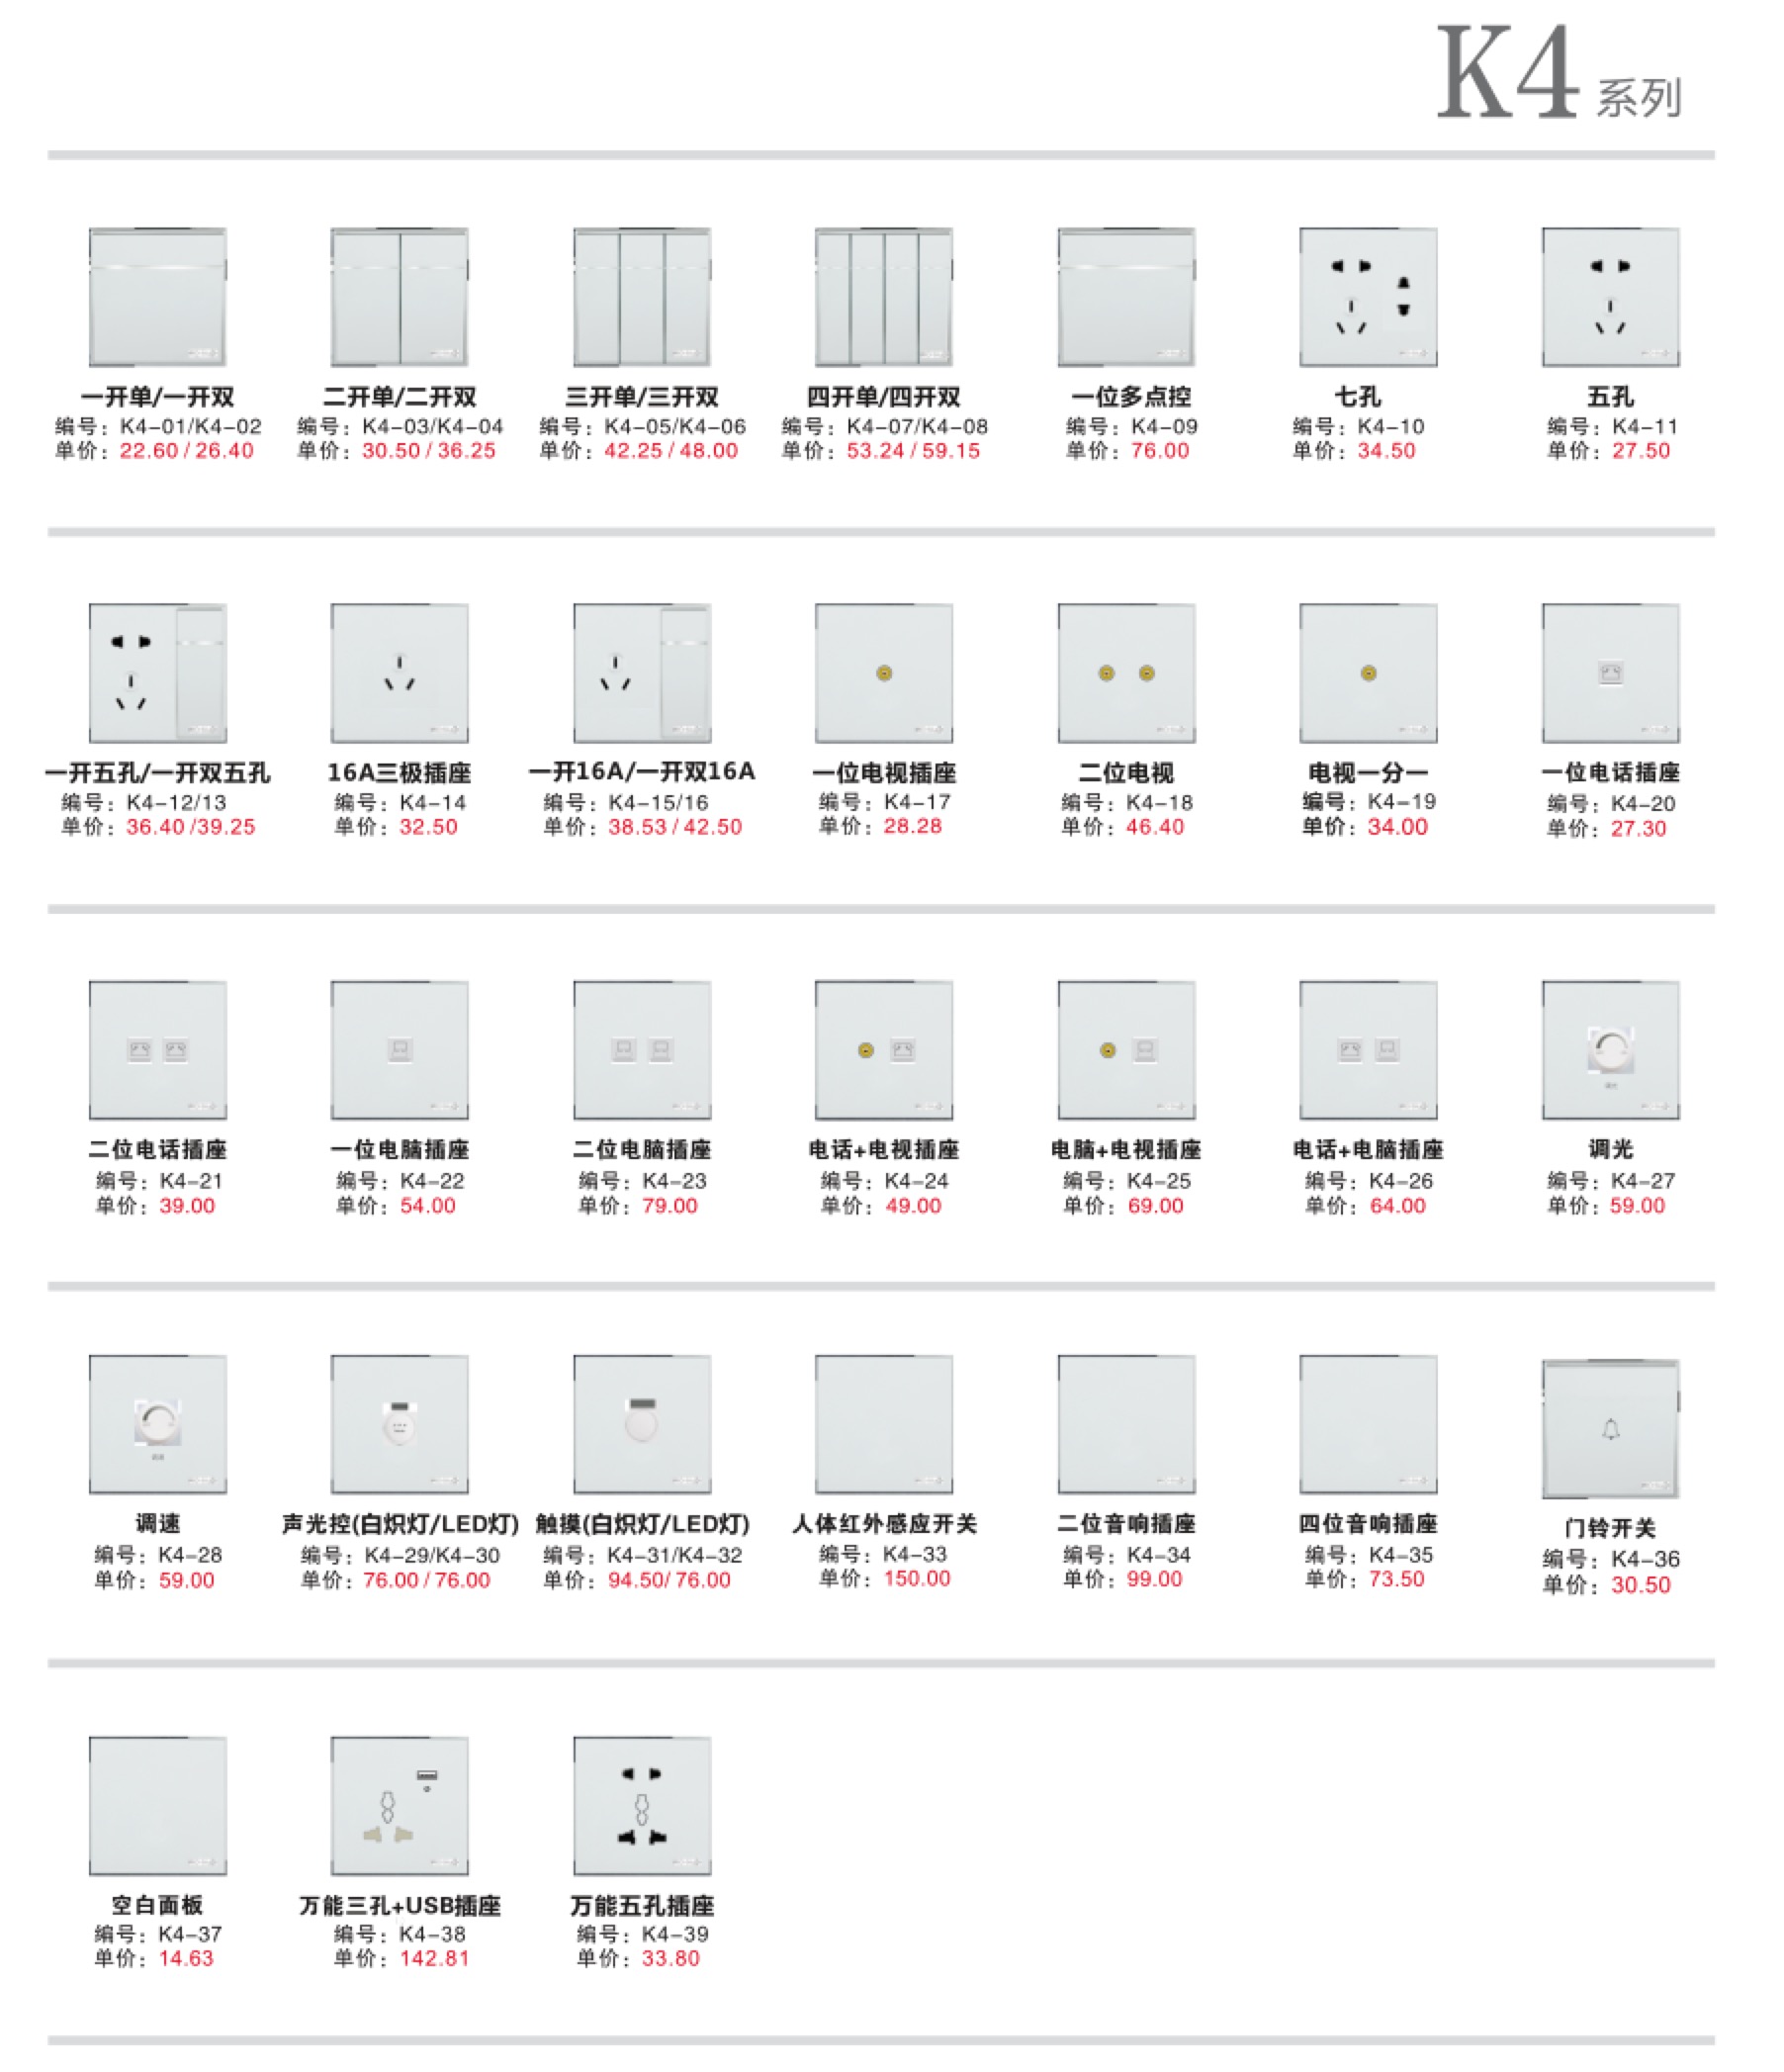 K4 系列
一开单/一开双
编号：K4-01/K4-02
单价：22.60 / 26.40
二开单/二开双
编号：K4-03/K4-04
单价：30.50 / 36.25
三开单/三开双
编号：K4-05/K4-06
单价：42.25 / 48.00
四开单/四开双
编号：K4-07/K4-08
单价：53.24 / 59.15
一位多点控
编号：K4-09
单价：76.00
七孔
编号：K4-10
单价：34.50
五孔
编号：K4-11
单价：27.50
一开五孔/一开双五孔
编号：K4-12/13
单价：36.40 /39.25
16A三极插座
编号：K4-14
单价：32.50
一开16A/一开双16A
编号：K4-15/16
单价：38.53 / 42.50
一位电视插座
编号：K4-17
单价：28.28
二位电视
编号：K4-18
单价：46.40
电视一分一
编号：K4-19
单价：34.00
一位电话插座
编号：K4-20
单价：27.30
二位电话插座
编号：K4-21
单价：39.00
一位电脑插座
编号：K4-22
单价：54.00
二位电脑插座
编号：K4-23
单价：79.00
电话+电视插座
编号：K4-24
单价：49.00
电脑+电视插座
编号：K4-25
单价：69.00
电话+电脑插座
编号：K4-26
单价：64.00
调光
编号：K4-27
单价：59.00
调速
编号：K4-28
单价：59.00
声光控(白炽灯/LED灯)
编号：K4-29/K4-30
单价：76.00 / 76.00
触摸(白炽灯/LED灯)
编号：K4-31/K4-32
单价：94.50/ 76.00
人体红外感应开关
编号：K4-33
单价：150.00
二位音响插座
编号：K4-34
单价：99.00
四位音响插座
编号：K4-35
单价：73.50
门铃开关
编号：K4-36
单价：30.50
空白面板
编号：K4-37
单价：14.63
万能三孔+USB插座
编号：K4-38
单价：142.81
万能五孔插座
编号：K4-39
单价：33.80